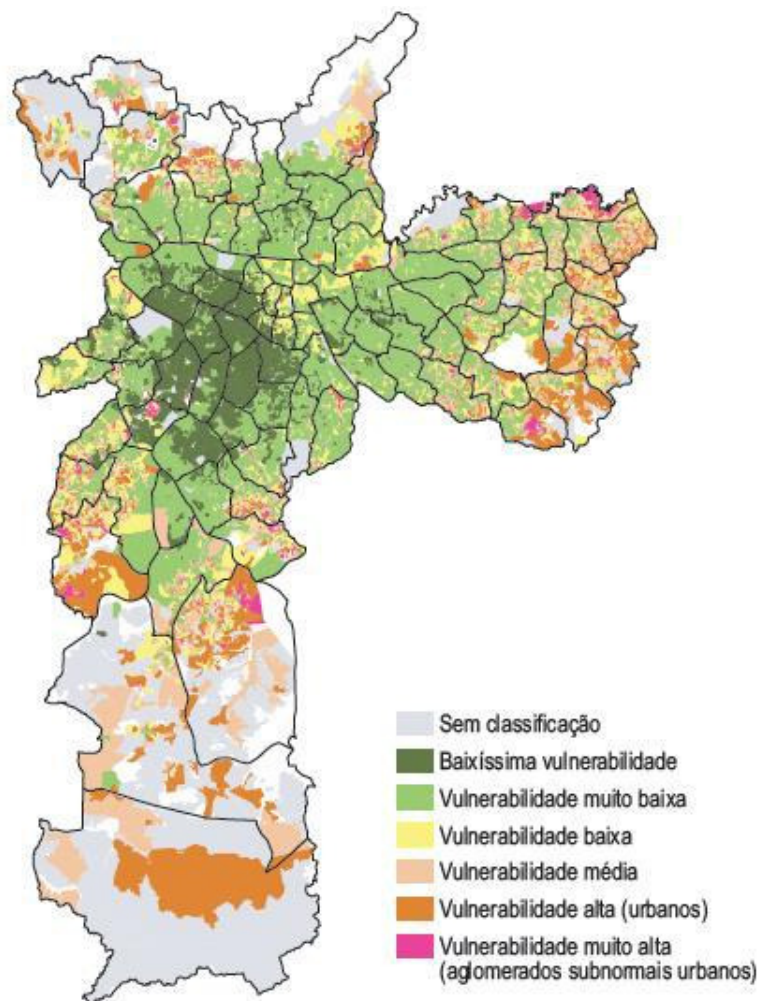 Sem classificação
Baixíssima vulnerabilidade
Vulnerabilidade muito baixa
Vulnerabilidade baixa
Vulnerabilidade média
Vulnerabilidade alta (urbanos)
Vulnerabilidade muito alta
(aglomerados subnormais urbanos)